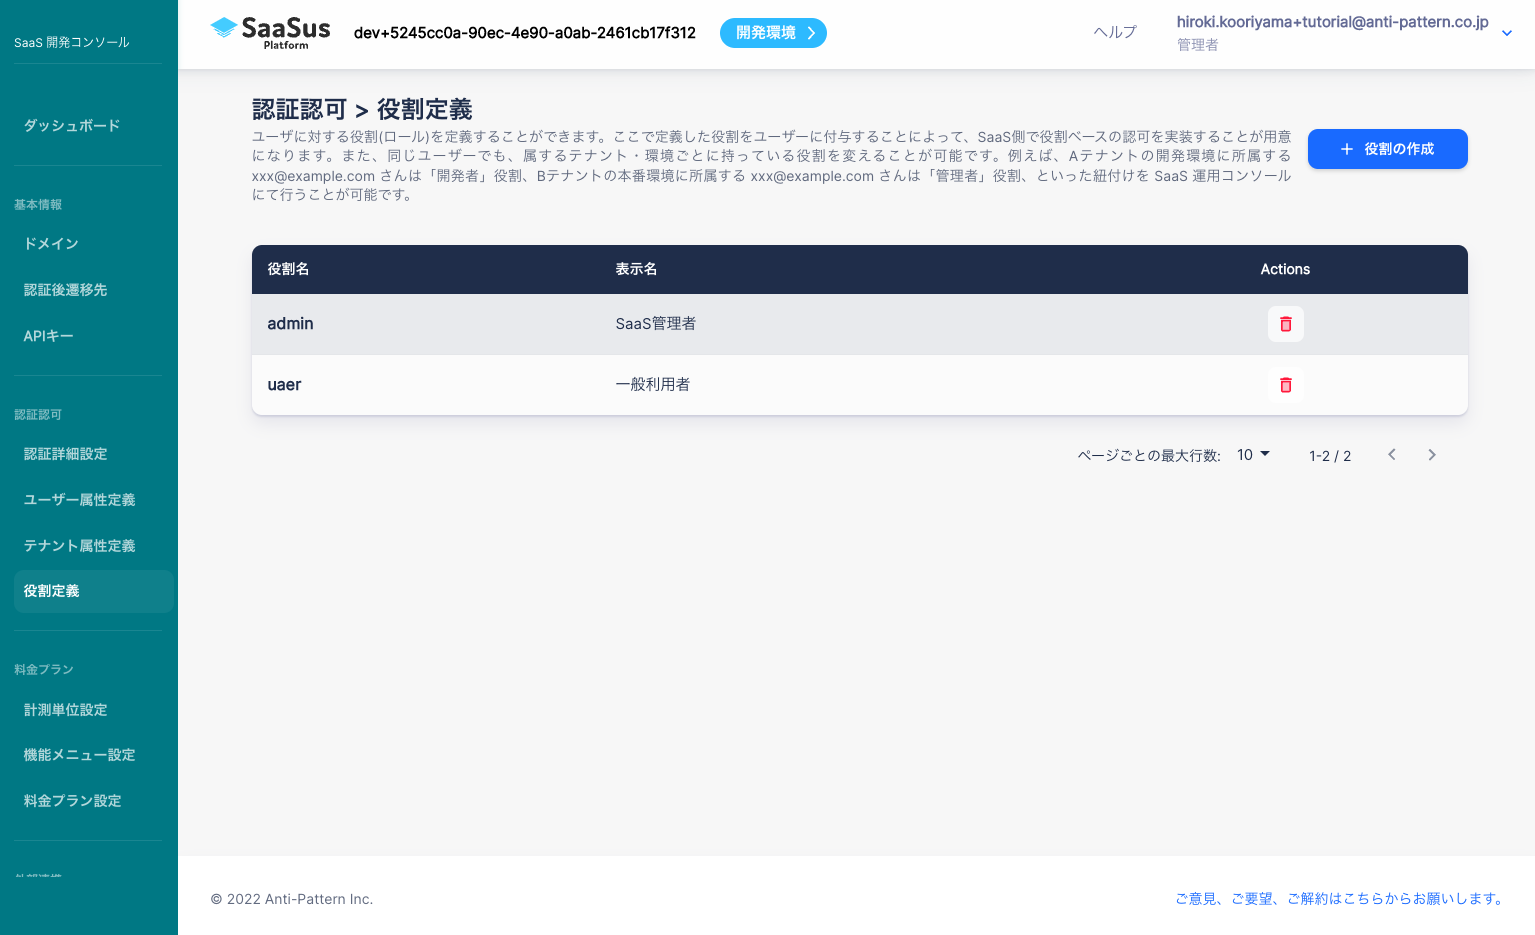 SaaS 開発コンソール
ダッシュボード
基本情報
ドメイン
認証後遷移先
APIキー
認証認可
認証詳細設定
ユーザー属性定義
テナント属性定義
役割定義
料金プラン
計測単位設定
機能メニュー設定
料金プラン設定
SaaSus Platform
dev+5245cc0a-90ec-4e90-a0ab-2461cb17f312
開発環境
ヘルプ
hiroki.kooriyama+tutorial@anti-pattern.co.jp
管理者
認証認可 > 役割定義
ユーザに対する役割(ロール)を定義することができます。ここで定義した役割をユーザーに付与することによって、SaaS側で役割ベースの認可を実装することが用意
になります。また、同じユーザーでも、属するテナント・環境ごとに持っている役割を変えることが可能です。例えば、Aテナントの開発環境に所属する
xxx@example.com さんは「開発者」役割、Bテナントの本番環境に所属する xxx@example.com さんは「管理者」役割、といった紐付けを SaaS 運用コンソール
にて行うことが可能です。
+ 役割の作成
役割名 表示名 Actions
admin SaaS管理者
uaer 一般利用者
ページごとの最大行数: 10 1-2 / 2
© 2022 Anti-Pattern Inc.
ご意見、ご要望、ご解約はこちらからお願いします。